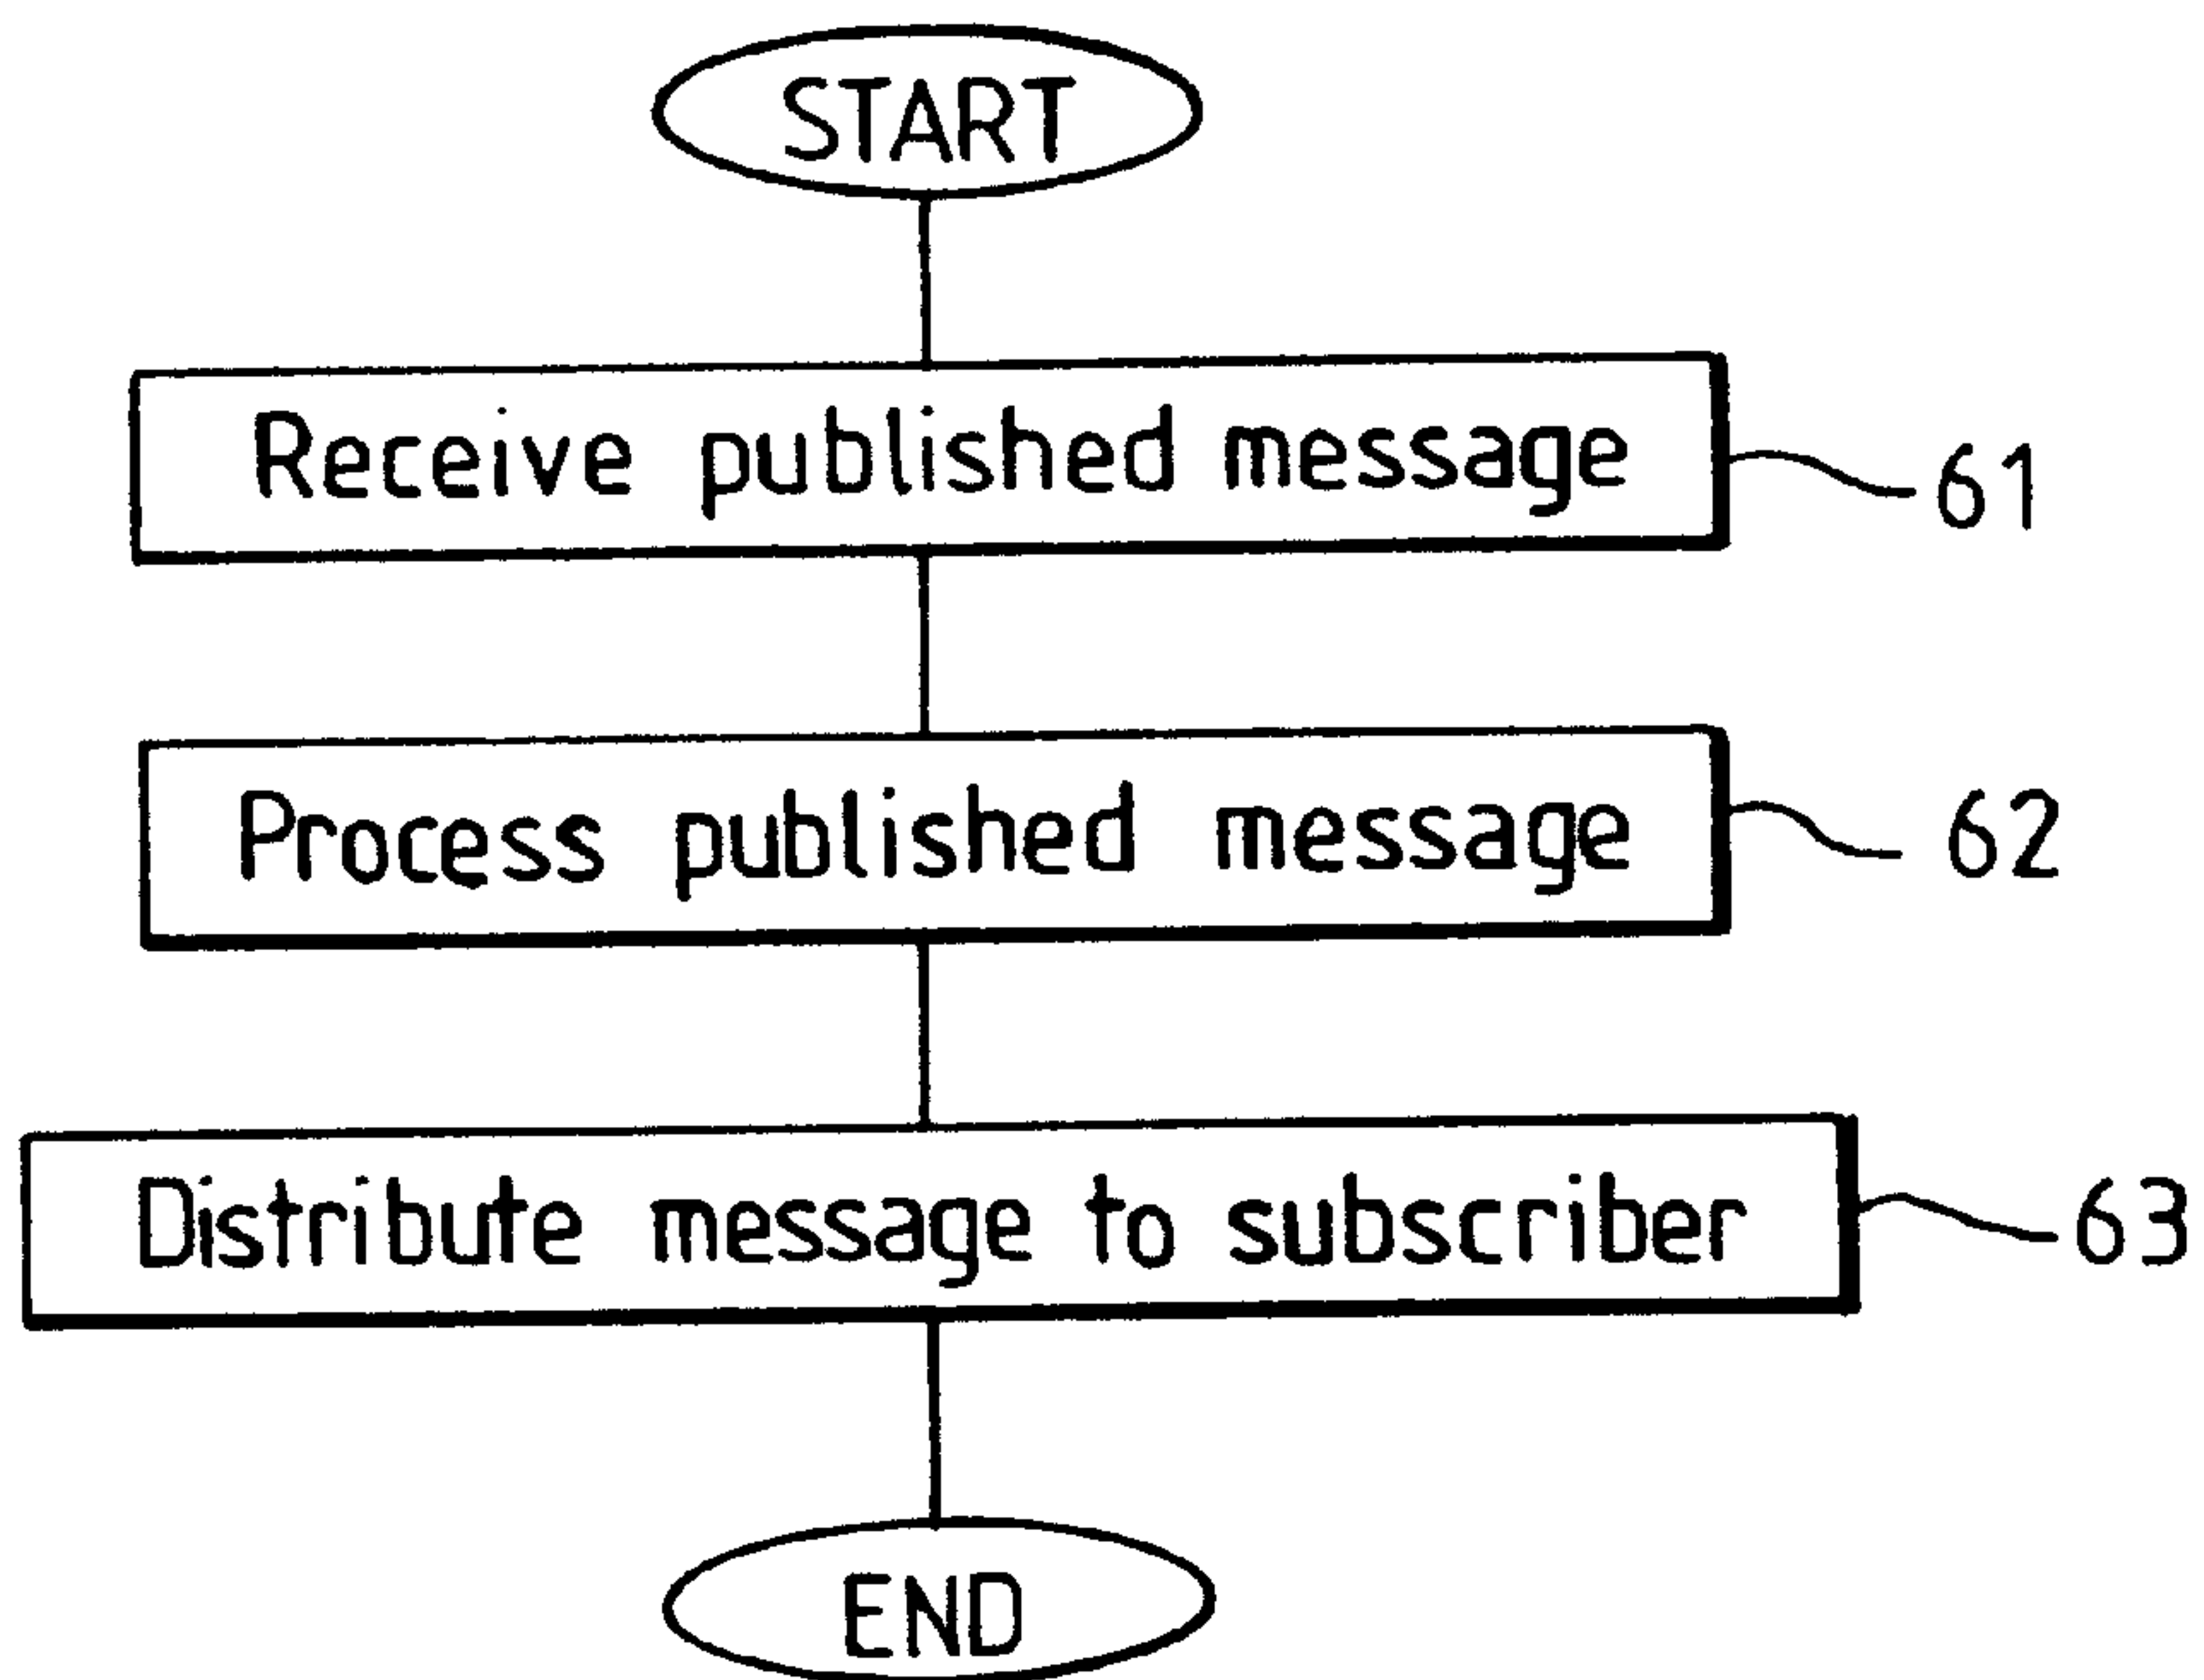 START
Receive published message
61
Process published message
62
Distribute message to subscriber
63
END